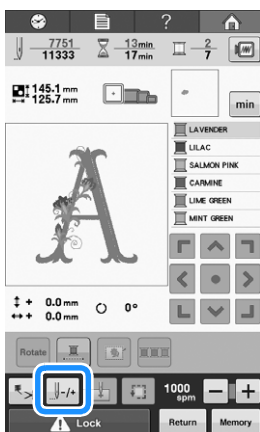 ?
7751 13min 2
11333 17min 7
145.1 mm
125.7 mm
min
LAVENDER
LILAC
SALMON PINK
CARMINE
LIME GREEN
MINT GREEN
A
+ 0.0 mm 0°
+ 0.0 mm
Rotate
-/+ 1000 spm - +
Lock Return Memory